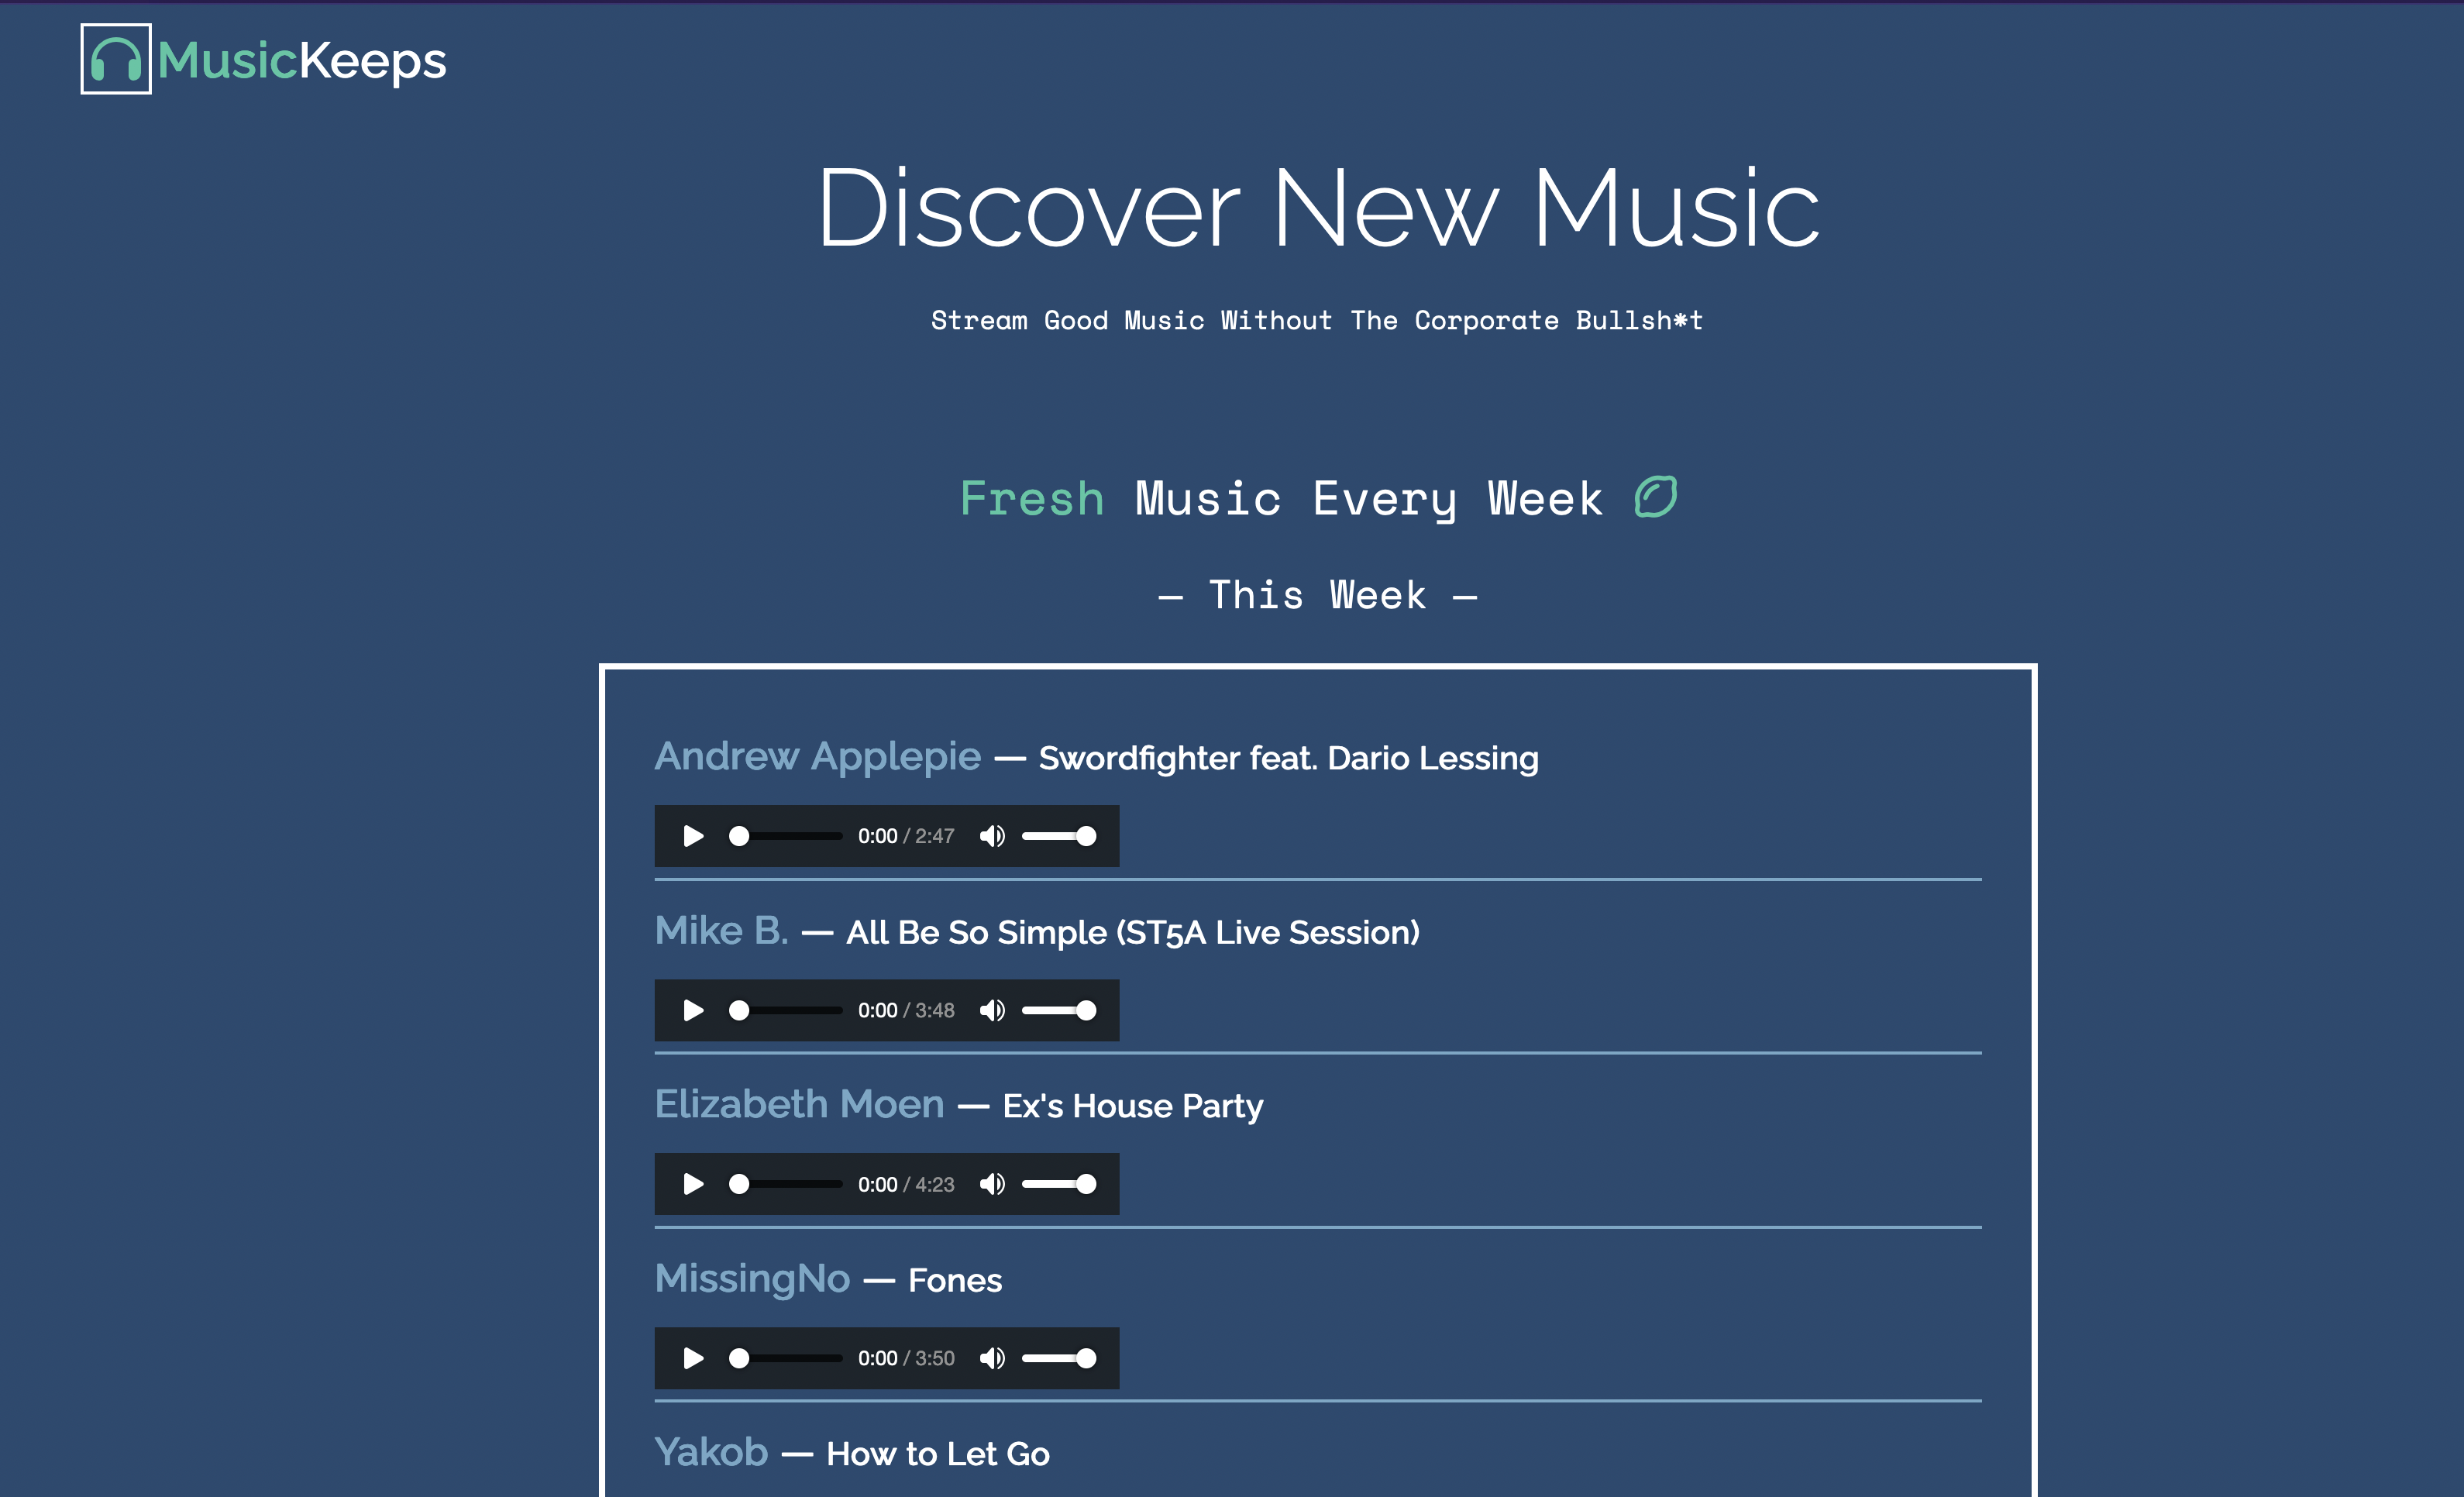 MusicKeeps
Discover New Music
Stream Good Music Without The Corporate Bullsh*t
Fresh Music Every Week
— This Week —
Andrew Applepie — Swordfighter feat. Dario Lessing
0:00 / 2:47
Mike B. — All Be So Simple (ST5A Live Session)
0:00 / 3:48
Elizabeth Moen — Ex's House Party
0:00 / 4:23
MissingNo — Fones
0:00 / 3:50
Yakob — How to Let Go